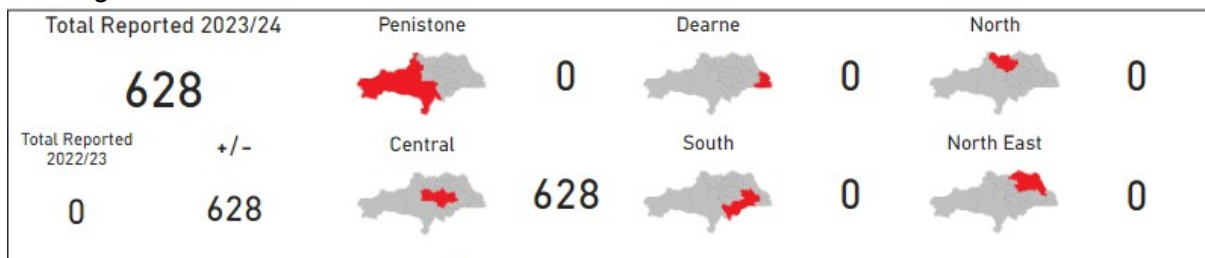 Total Reported 2023/24
628
Total Reported
2022/23
+/-
0
628
Penistone
0
Dearne
0
North
0
Central
628
South
0
North East
0